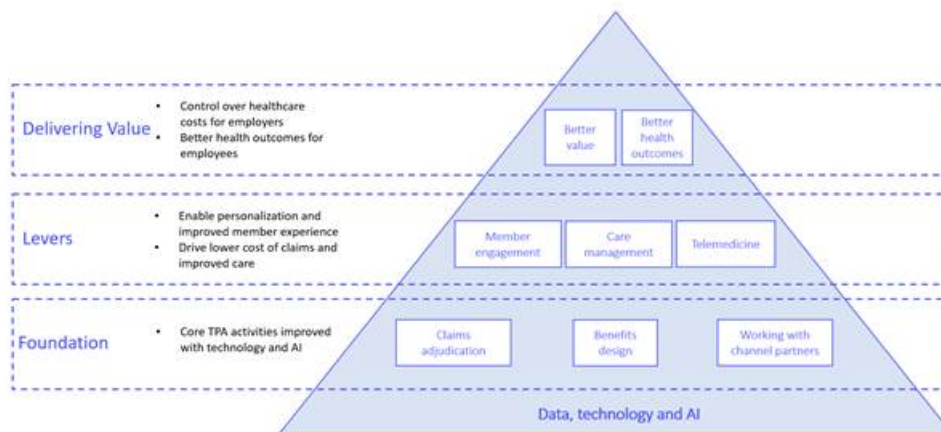 Delivering Value
• Control over healthcare
costs for employers
• Better health outcomes for
employees
Better
value
Better
health
outcomes
Levers
• Enable personalization and
improved member experience
• Drive lower cost of claims and
improved care
Member
engagement
Care
management
Telemedicine
Foundation
• Core TPA activities improved
with technology and AI
Claims
adjudication
Benefits
design
Working with
channel partners
Data, technology and AI